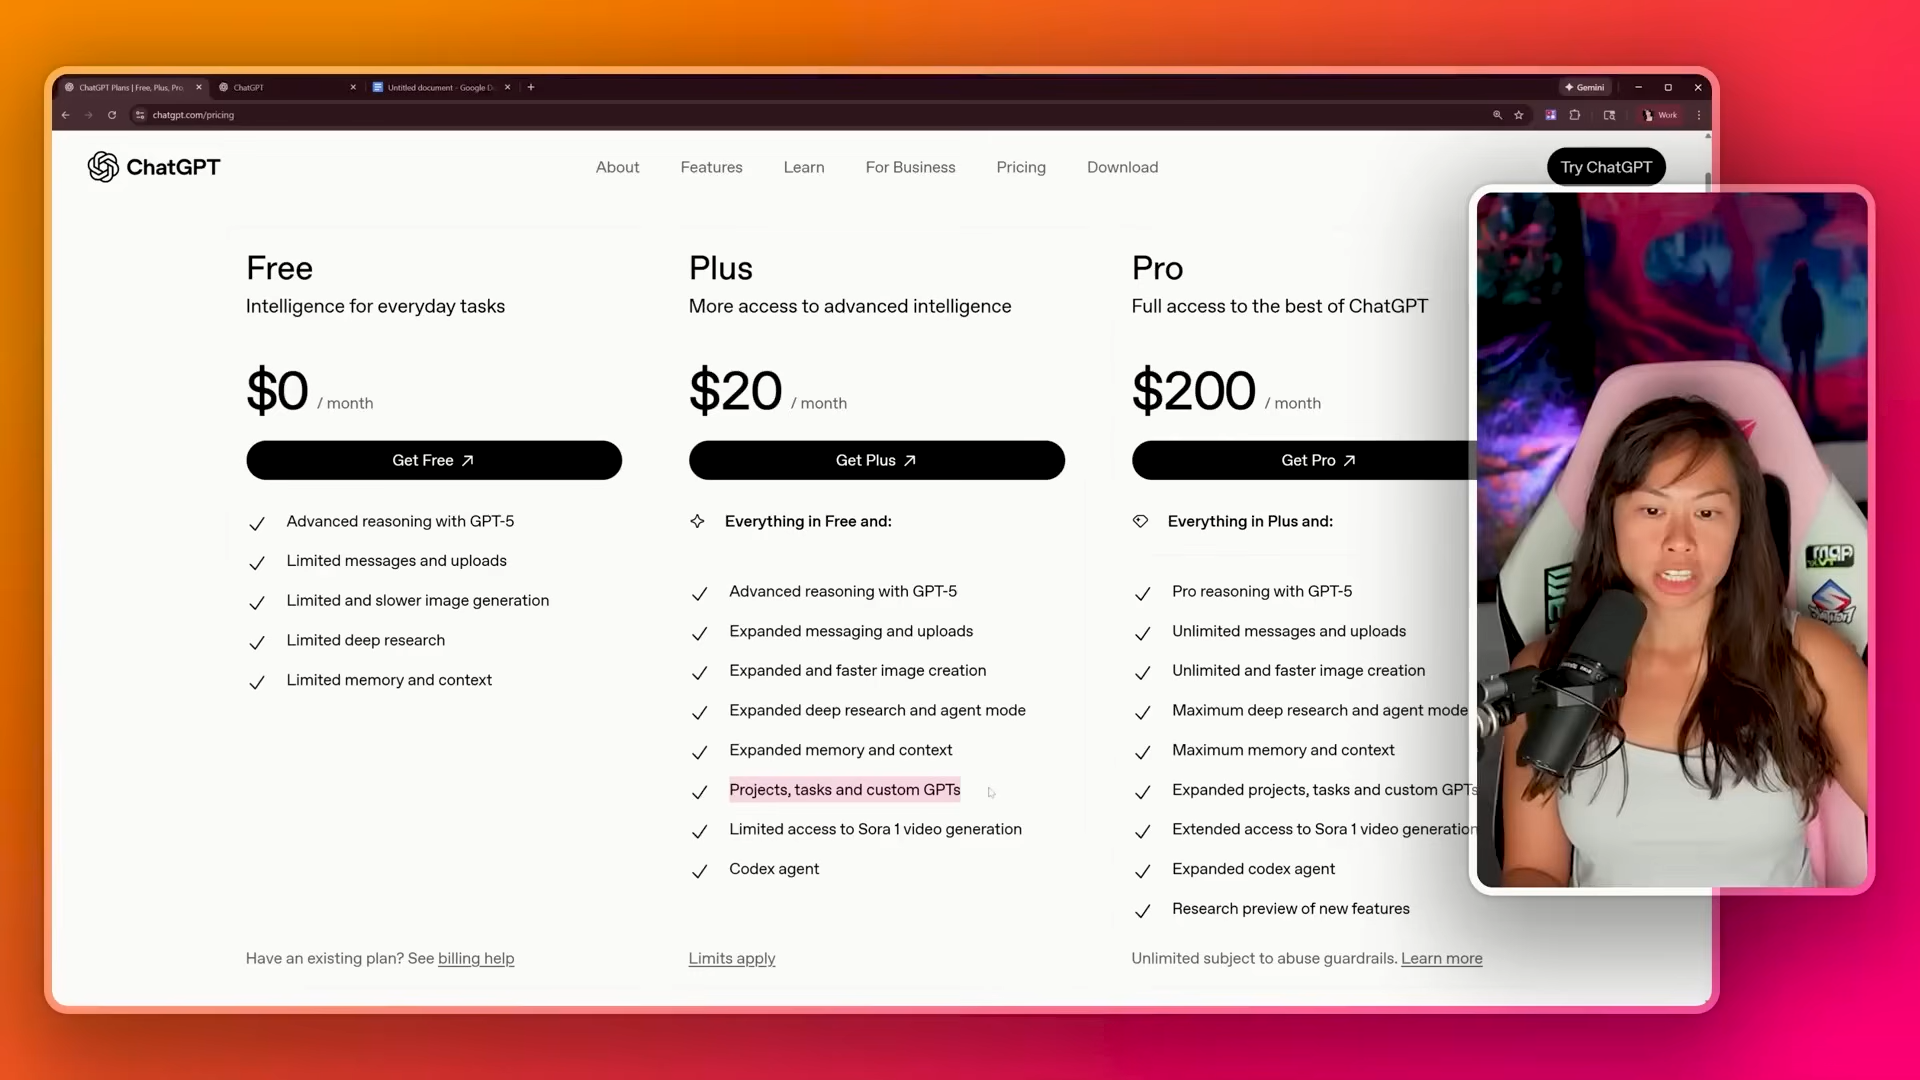 ChatGPT Plans | Free, Plus, Pro,
ChatGPT
Untitled document - Google D
Gemini
chatgpt.com/pricing
Work
ChatGPT
About
Features
Learn
For Business
Pricing
Download
Try ChatGPT
Free
Intelligence for everyday tasks
$0 / month
Get Free
Advanced reasoning with GPT-5
Limited messages and uploads
Limited and slower image generation
Limited deep research
Limited memory and context
Have an existing plan? See billing help
Plus
More access to advanced intelligence
$20 / month
Get Plus
Everything in Free and:
Advanced reasoning with GPT-5
Expanded messaging and uploads
Expanded and faster image creation
Expanded deep research and agent mode
Expanded memory and context
Projects, tasks and custom GPTs
Limited access to Sora 1 video generation
Codex agent
Limits apply
Pro
Full access to the best of ChatGPT
$200 / month
Get Pro
Everything in Plus and:
Pro reasoning with GPT-5
Unlimited messages and uploads
Unlimited and faster image creation
Maximum deep research and agent mode
Maximum memory and context
Expanded projects, tasks and custom GPTs
Extended access to Sora 1 video generation
Expanded codex agent
Research preview of new features
Unlimited subject to abuse guardrails. Learn more